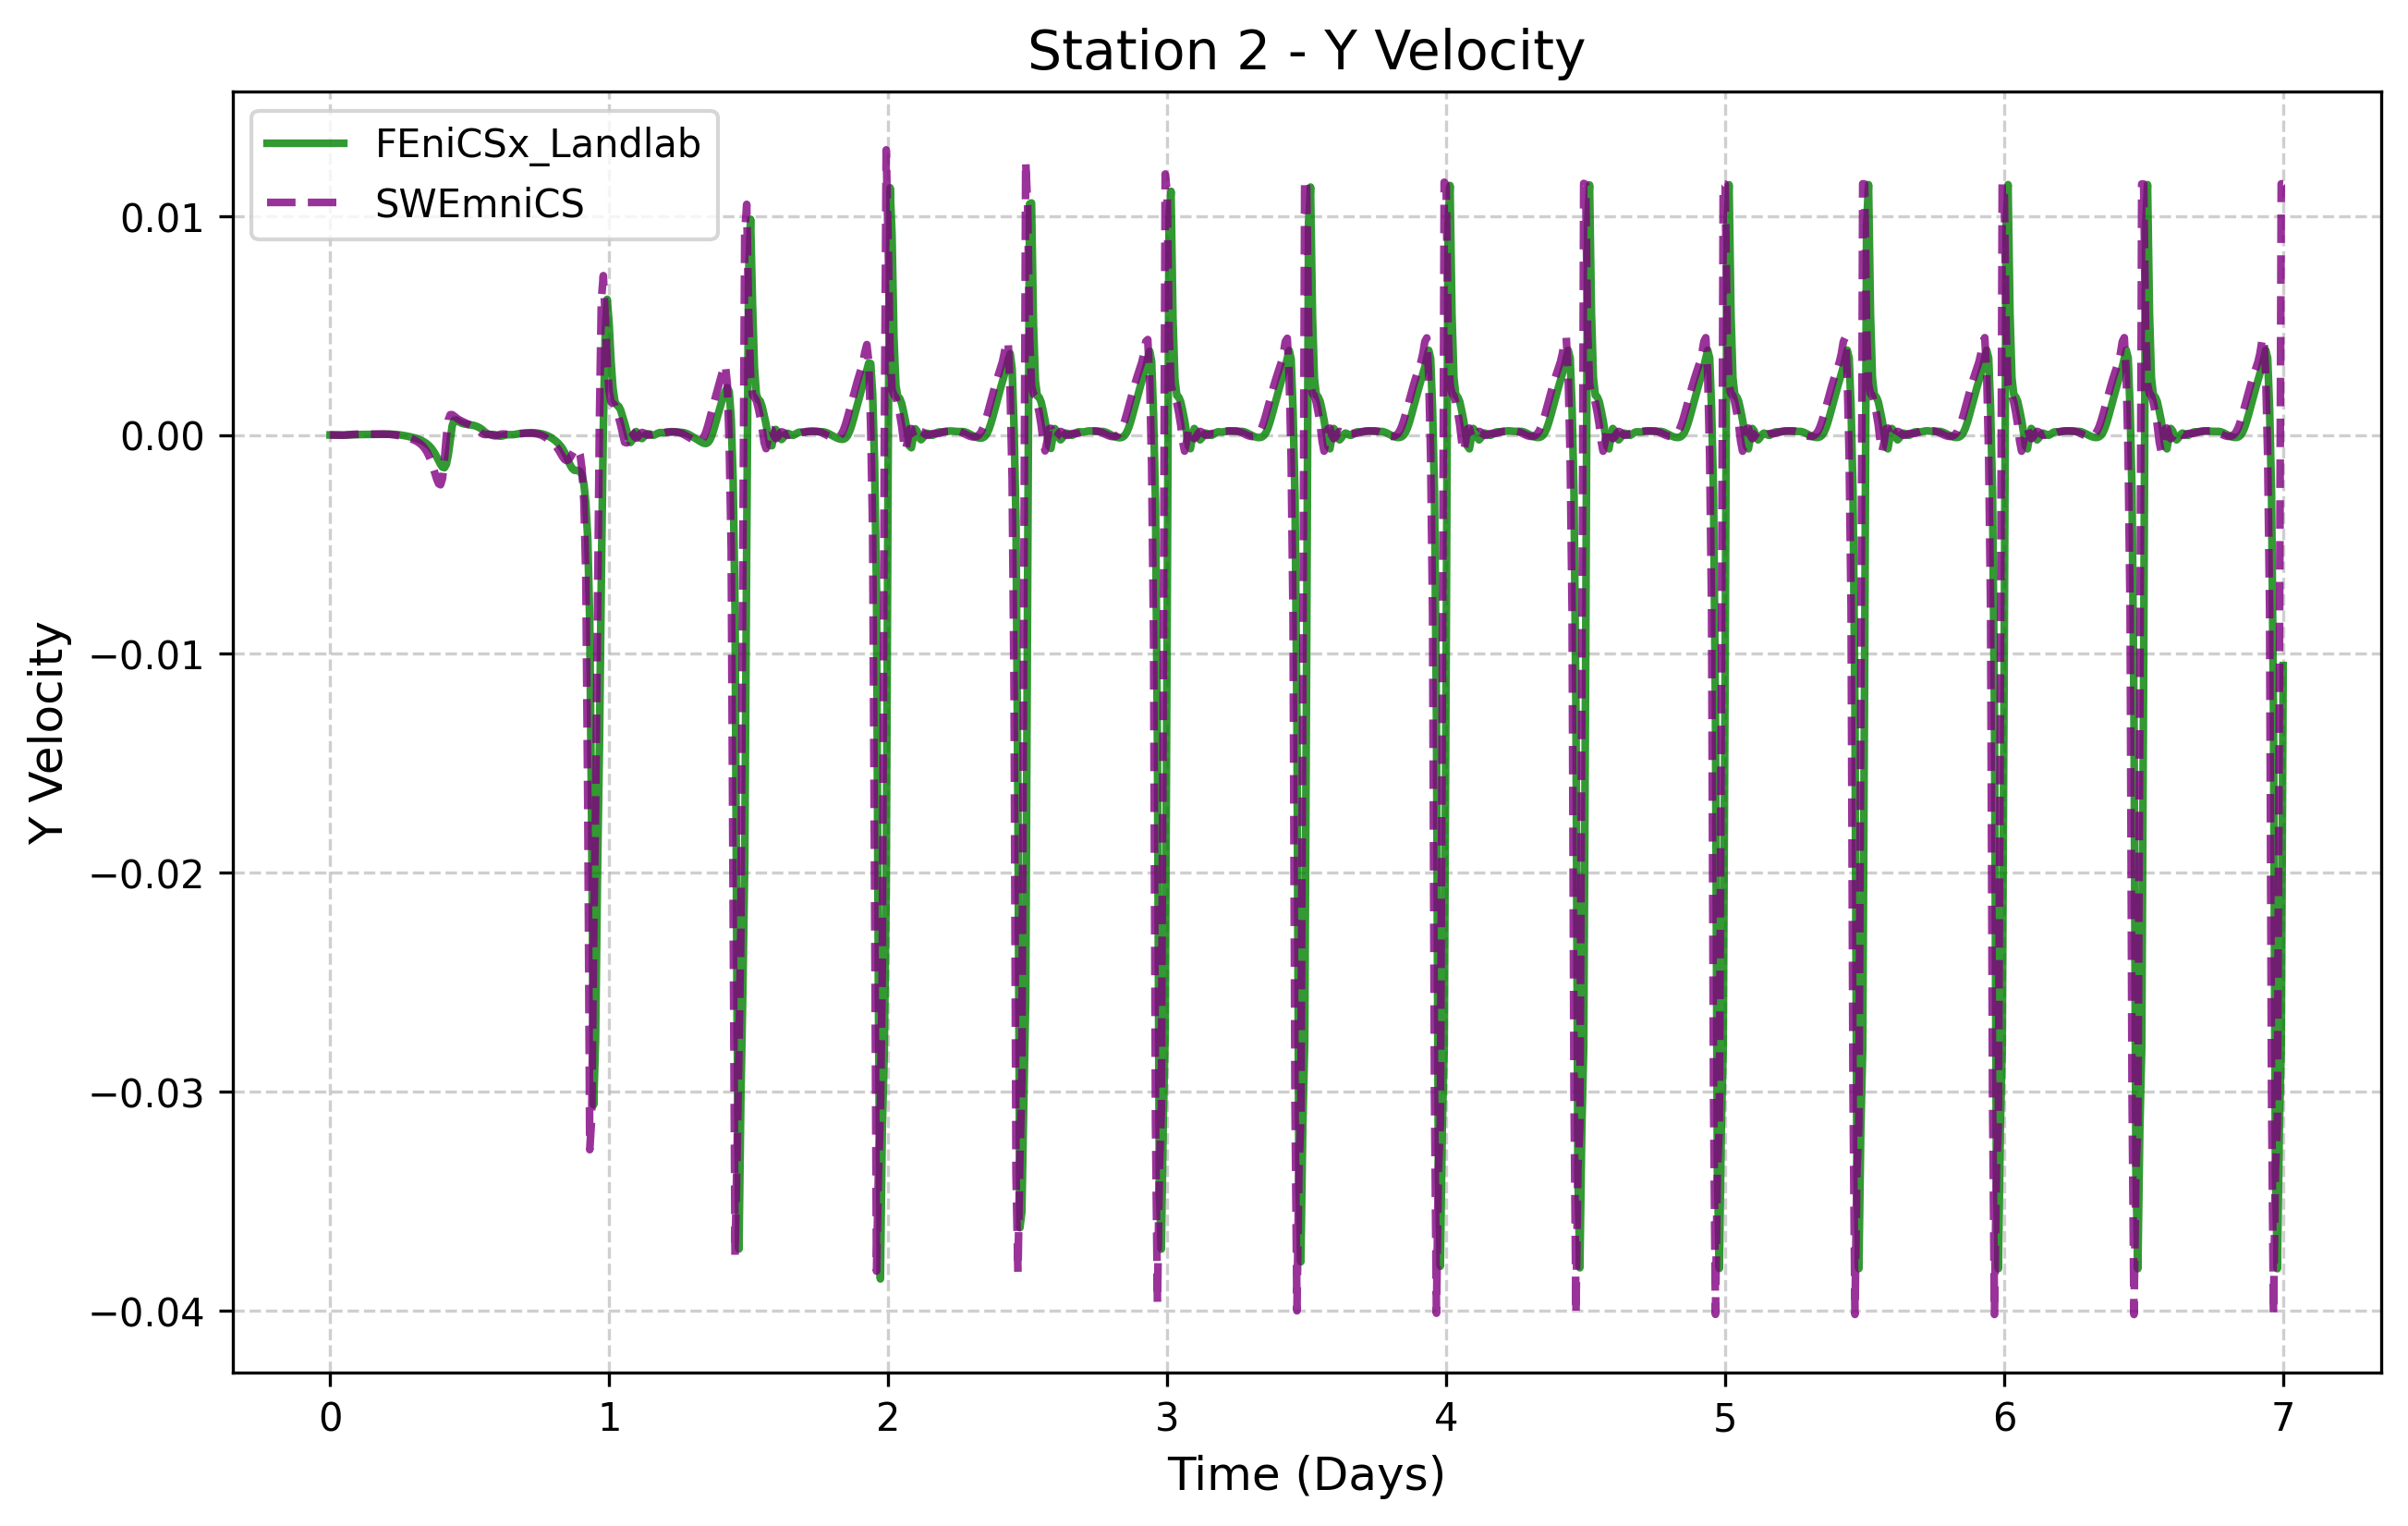 Station 2 - Y Velocity
FEniCSx_Landlab
SWEmniCS
0.01
0.00
−0.01
−0.02
−0.03
−0.04
Y Velocity
0 1 2 3 4 5 6 7
Time (Days)